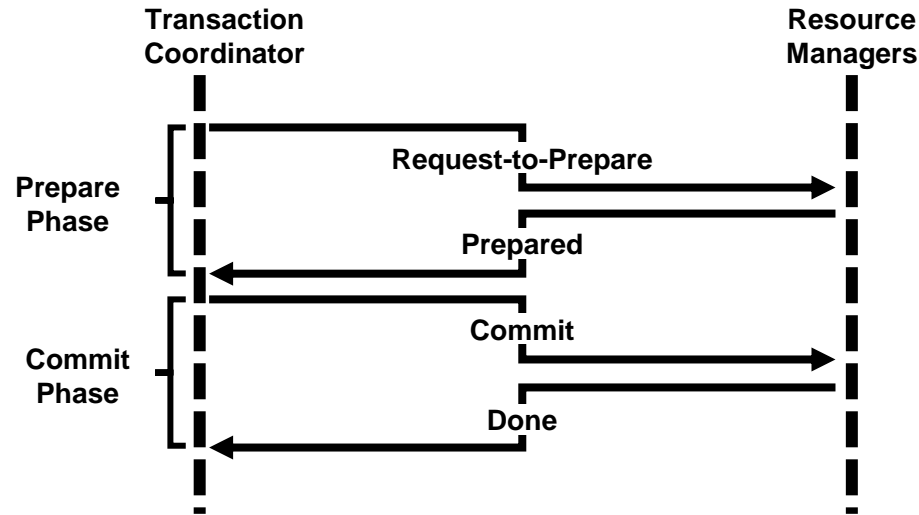 Transaction
Coordinator
Resource
Managers
Request-to-Prepare
Prepare
Phase
Prepared
Commit
Commit
Phase
Done